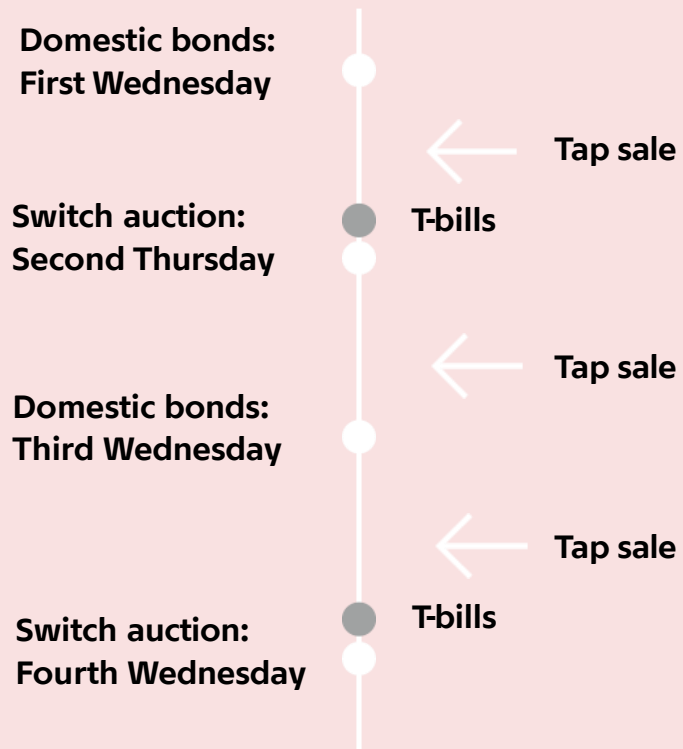 Domestic bonds:
First Wednesday
Tap sale
Switch auction:
Second Thursday
T-bills
Tap sale
Domestic bonds:
Third Wednesday
Tap sale
T-bills
Switch auction:
Fourth Wednesday